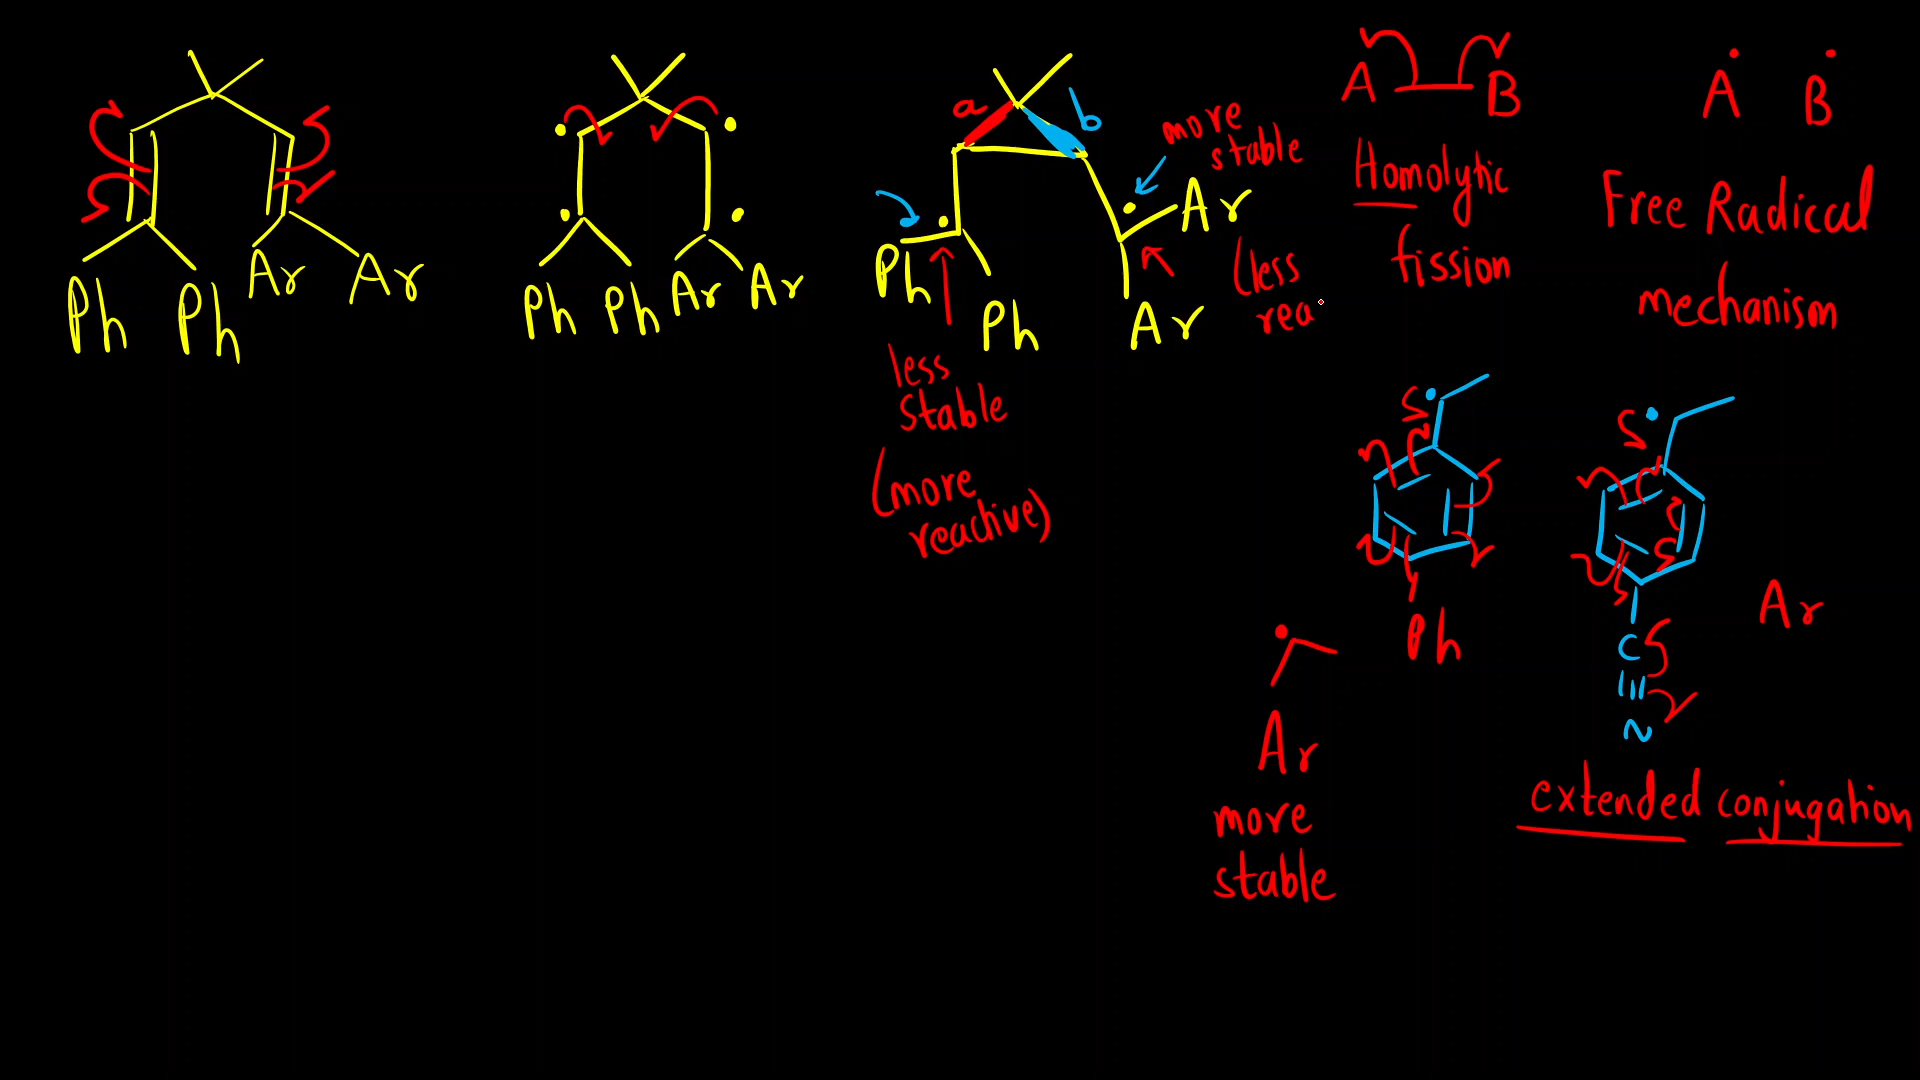 Ph Ph Ar Ar
Ph Ph Ar Ar
a b
more
stable
Ph Ph Ar Ar
less
stable
(more
reactive)
(less
rea
A B
Homolytic
fission
A B
Free Radical
mechanism
Ph
C
N
Ar
extended conjugation
Ar
more
stable